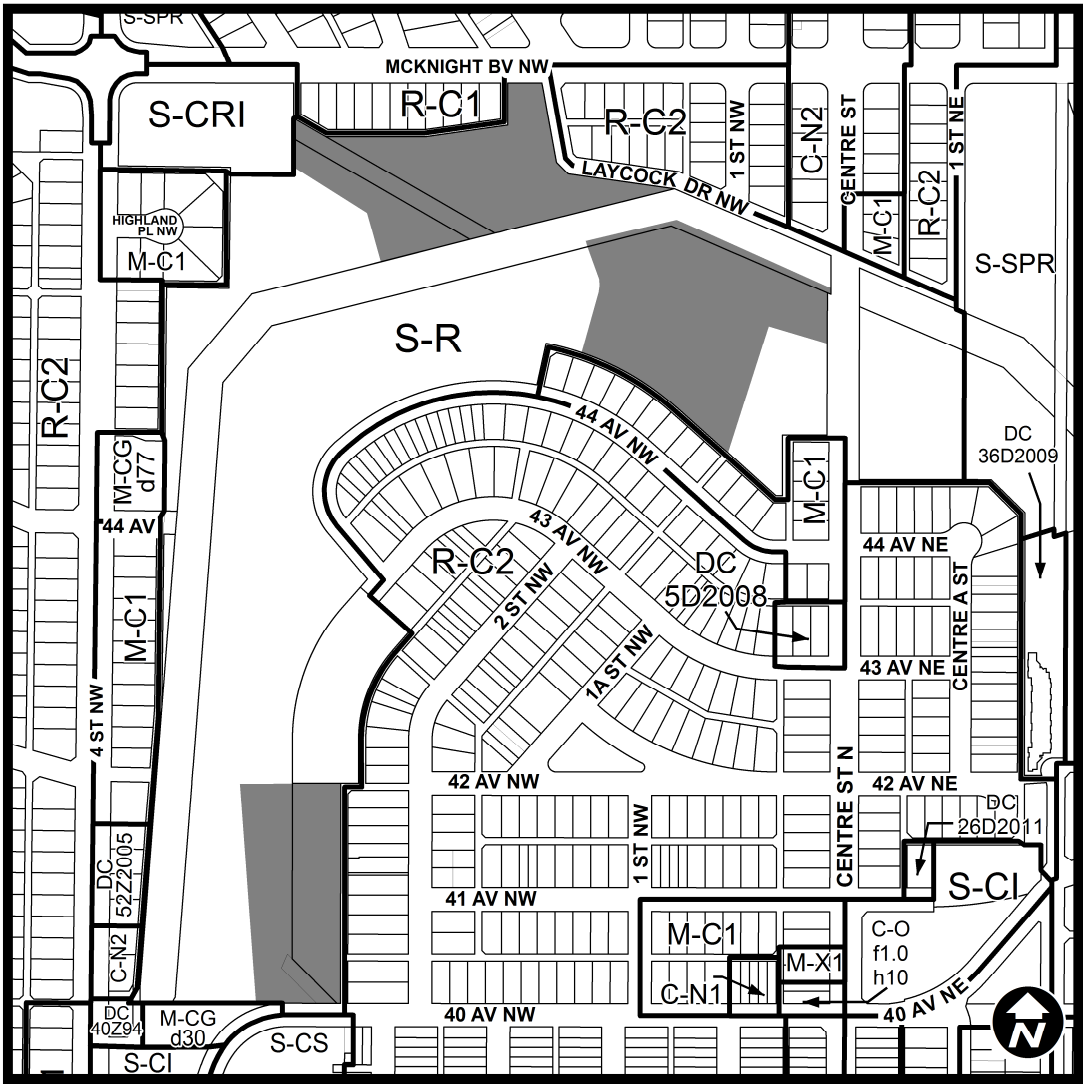 S-SPR
MCKNIGHT BV NW
S-CRI
R-C1
R-C2
1 ST NW
C-N2
CENTRE ST
1 ST NE
LAYCOCK DR NW
M-C1
R-C2
HIGHLAND
PL NW
M-C1
S-SPR
S-R
R-C2
44 AV NW
DC
36D2009
M-CG
d77
M-C1
44 AV
43 AV NW
44 AV NE
R-C2
DC
5D2008
CENTRE A ST
2 ST NW
M-C1
1A ST NW
43 AV NE
4 ST NW
42 AV NW
CENTRE ST N
42 AV NE
DC
26D2011
1 ST NW
DC
52Z2005
41 AV NW
S-CI
M-C1
C-O
f1.0
h10
C-N2
M-X1
C-N1
40 AV NW
40 AV NE
DC
40Z94
M-CG
d30
S-CS
S-CI
N